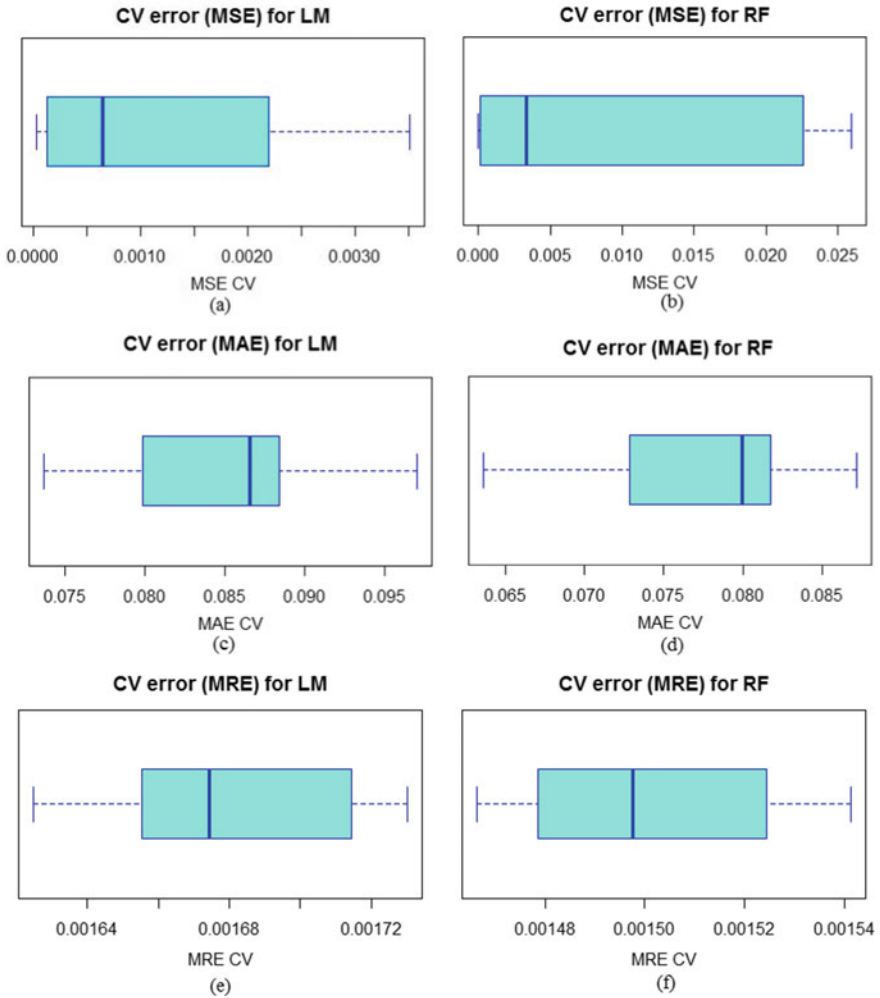 CV error (MSE) for LM
0.0000 0.0010 0.0020 0.0030
MSE CV
(a)
CV error (MSE) for RF
0.000 0.005 0.010 0.015 0.020 0.025
MSE CV
(b)
CV error (MAE) for LM
0.075 0.080 0.085 0.090 0.095
MAE CV
(c)
CV error (MAE) for RF
0.065 0.070 0.075 0.080 0.085
MAE CV
(d)
CV error (MRE) for LM
0.00164 0.00168 0.00172
MRE CV
(e)
CV error (MRE) for RF
0.00148 0.00150 0.00152 0.00154
MRE CV
(f)